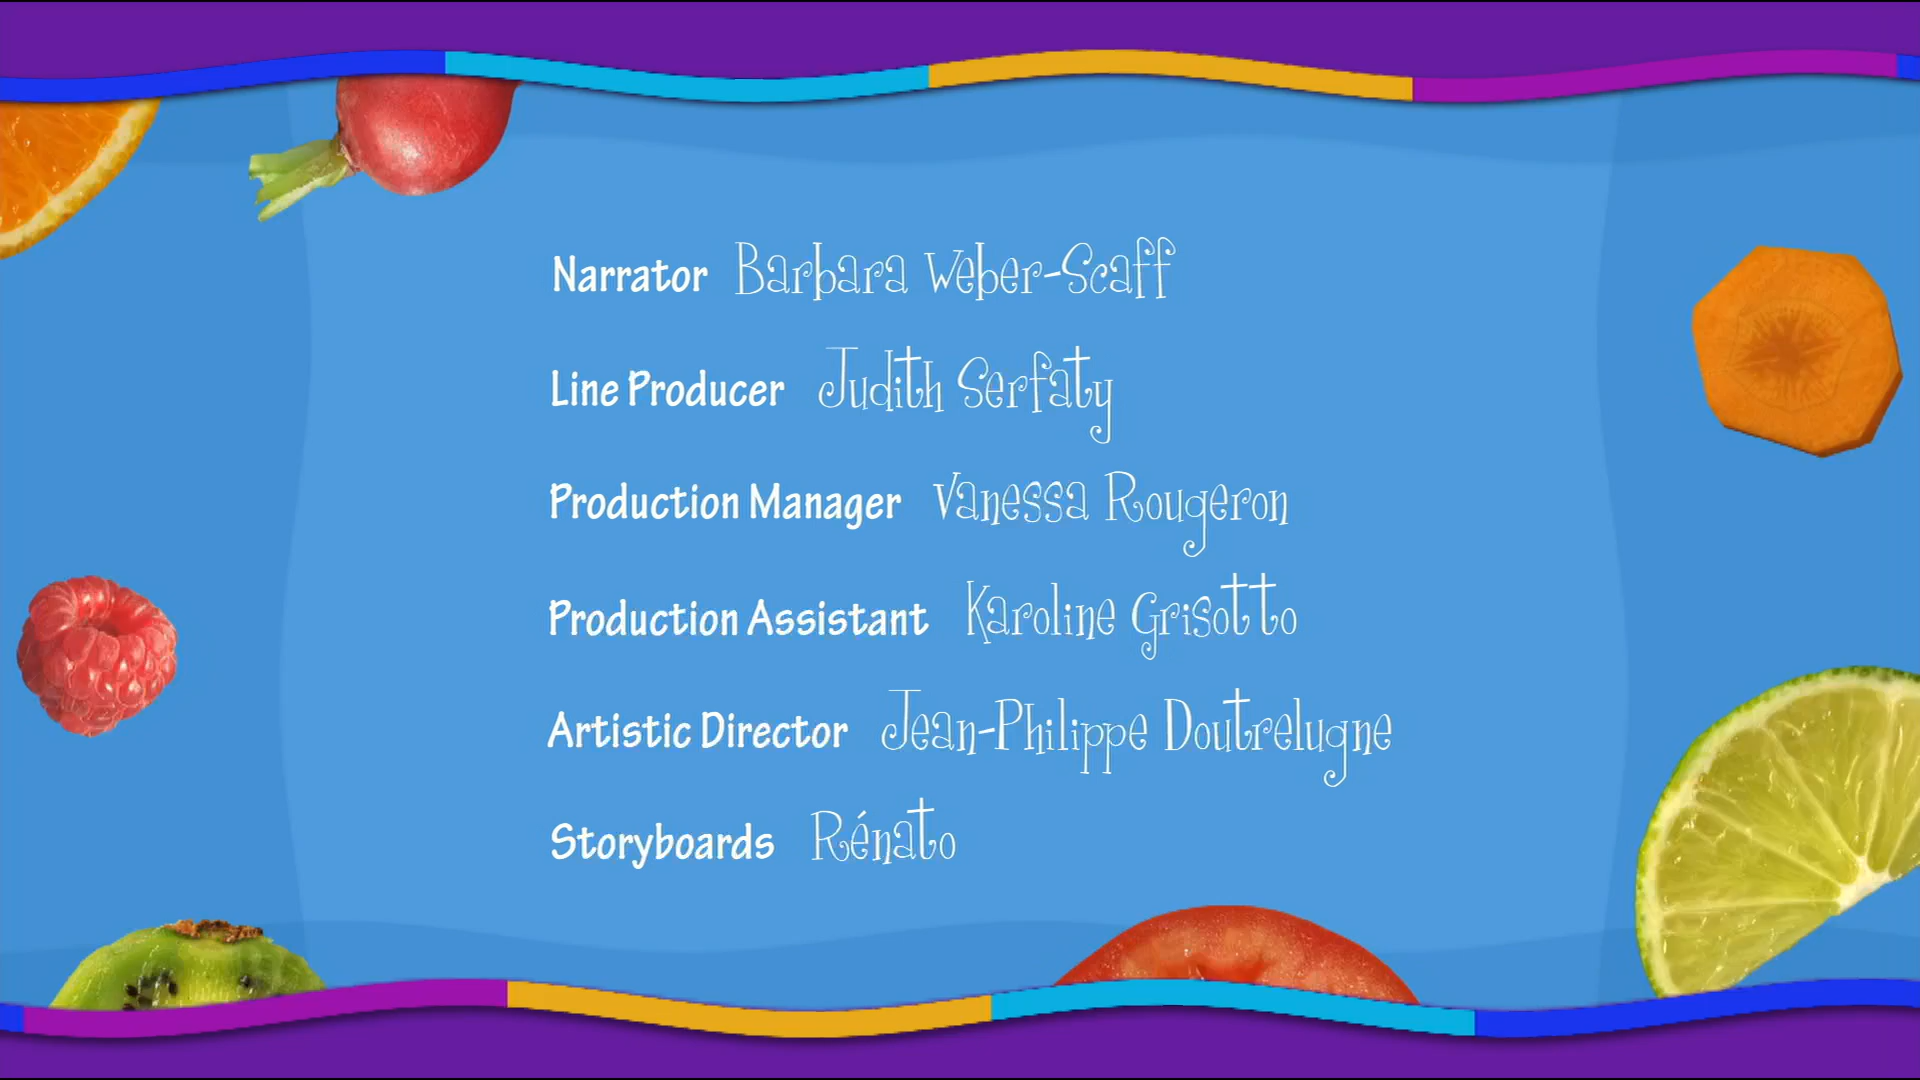 Narrator Barbara Weber-Scaff
Line Producer Judith Serfaty
Production Manager Vanessa Rougeron
Production Assistant Karoline Grisotto
Artistic Director Jean-Philippe Doutrelugne
Storyboards Rénato